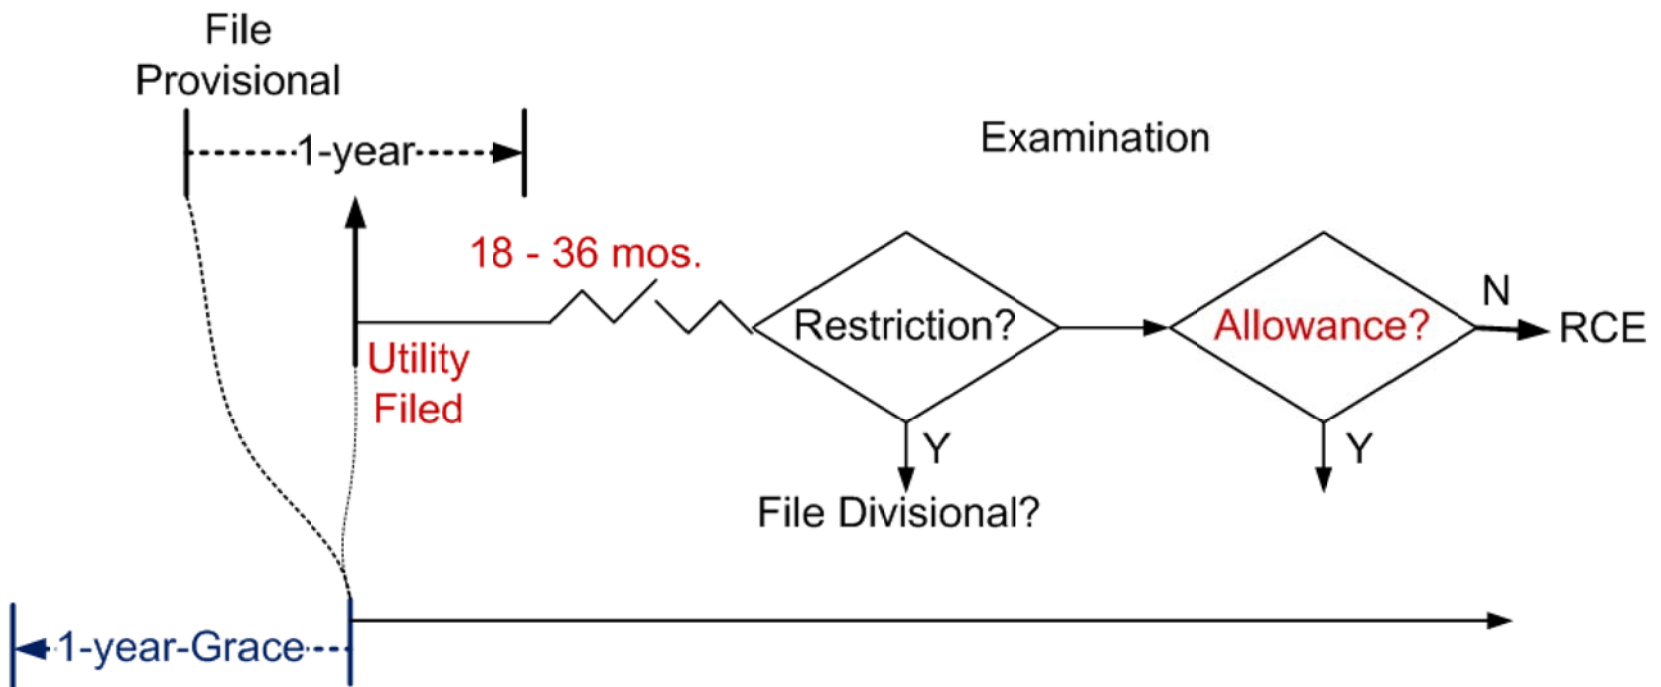 File
Provisional
1-year
Examination
18 - 36 mos.
Utility
Filed
Restriction?
Allowance?
N
RCE
Y
Y
File Divisional?
1-year-Grace